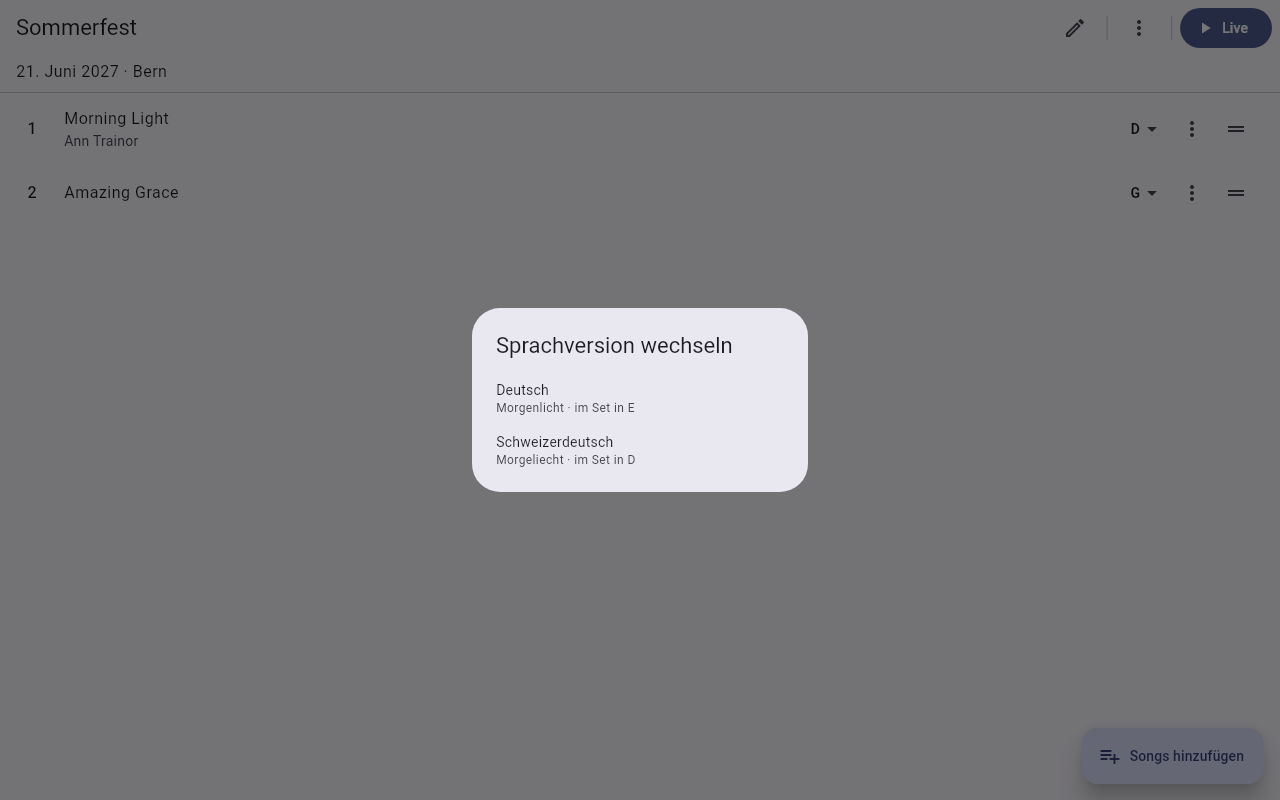 Sommerfest
Live
21. Juni 2027 · Bern
1
Morning Light
Ann Trainor
D
2
Amazing Grace
G
Sprachversion wechseln
Deutsch
Morgenlicht · im Set in E
Schweizerdeutsch
Morgeliecht · im Set in D
Songs hinzufügen